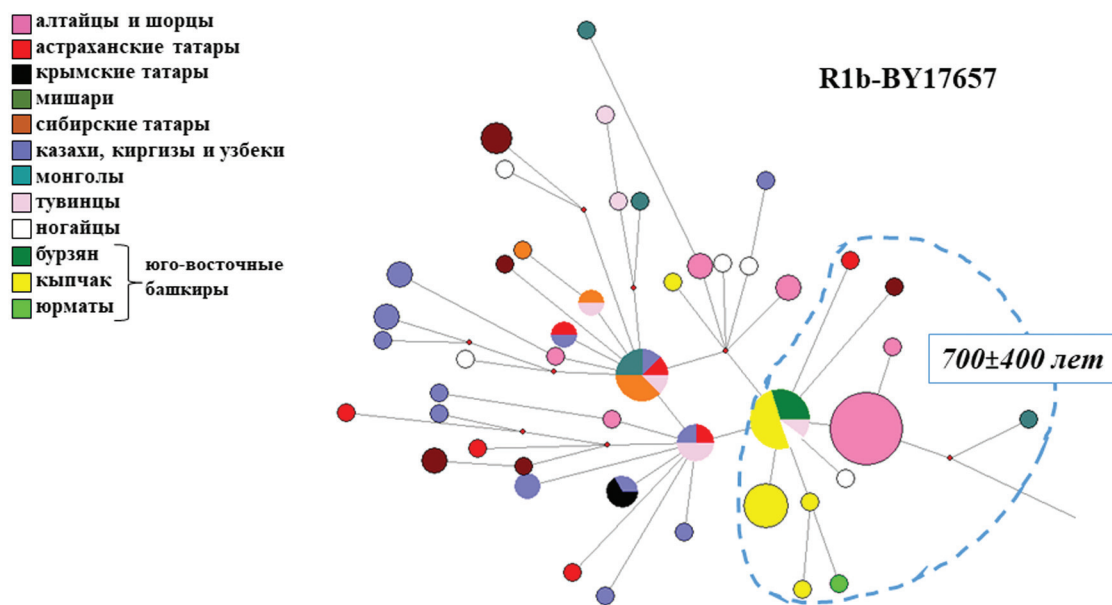 алтайцы и шорцы
астраханские татары
крымские татары
мишари
сибирские татары
казахи, киргизы и узбеки
монголы
тувинцы
ногайцы
бурзян
кыпчак
юрматы
юго-восточные
башкиры
R1b-BY17657
700±400 лет